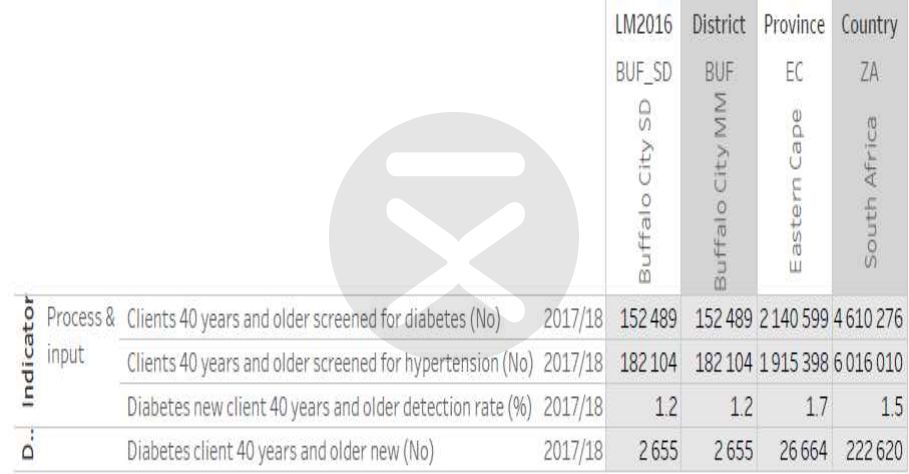 LM2016 District Province Country
BUF_SD BUF EC ZA
Buffalo City SD Buffalo City MM Eastern Cape South Africa
Indicator Process & input Clients 40 years and older screened for diabetes (No) 2017/18 152 489 152 489 2 140 599 4 610 276
Clients 40 years and older screened for hypertension (No) 2017/18 182 104 182 104 1 915 398 6 016 010
Diabetes new client 40 years and older detection rate (%) 2017/18 1.2 1.2 1.7 1.5
D.. Diabetes client 40 years and older new (No) 2017/18 2 655 2 655 26 664 222 620